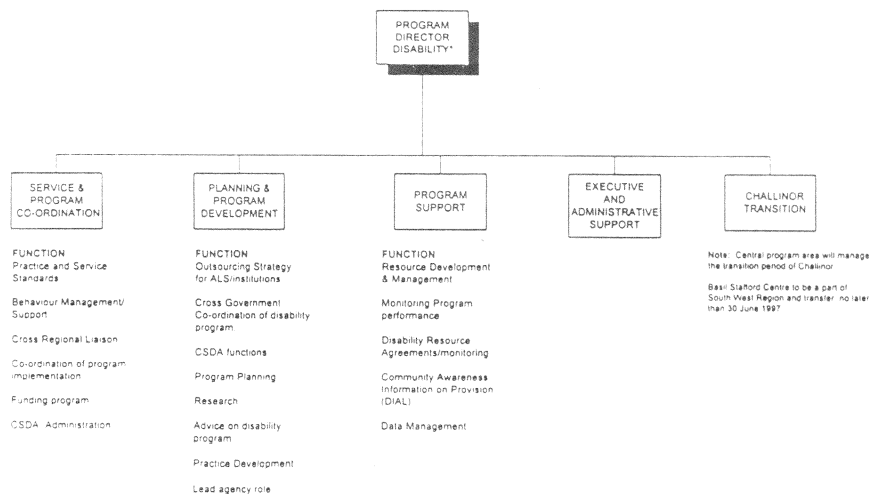 PROGRAM
DIRECTOR
DISABILITY*
SERVICE &
PROGRAM
CO-ORDINATION
FUNCTION
Practice and Service
Standards
Behaviour Management/
Support
Cross Regional Liaison
Co-ordination of program
implementation
Funding program
CSDA Administration
PLANNING &
PROGRAM
DEVELOPMENT
FUNCTION
Outsourcing Strategy
for ALS/institutions
Cross Government
Co-ordination of disability
program
CSDA functions
Program Planning
Research
Advice on disability
program
Practice Development
Lead agency role
PROGRAM
SUPPORT
FUNCTION
Resource Development
& Management
Monitoring Program
performance
Disability Resource
Agreements/monitoring
Community Awareness
Information on Provision
(DIAL)
Data Management
EXECUTIVE
AND
ADMINISTRATIVE
SUPPORT
CHALLINOR
TRANSITION
Note: Central program area will manage
the transition period of Challinor
Basil Stafford Centre to be a part of
South West Region and transfer no later
than 30 June 1997